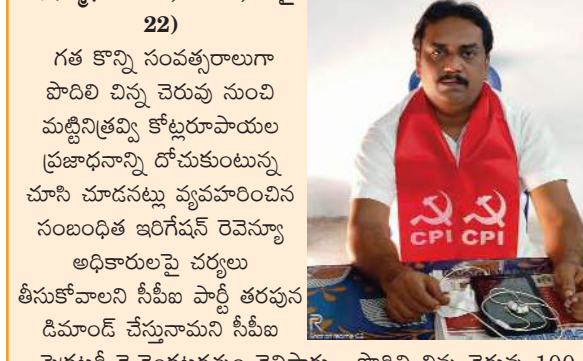 22)
గత కొన్ని సంవత్సరాలుగా
పొదిలి చిన్న చెరువు నుంచి
మట్టినిత్రవ్వి కోట్లరూపాయల
ప్రజాధనాన్ని దోచుకుంటున్న
చూసి చూడనట్లు వ్యవహరించిన
సంబంధిత ఇరిగేషన్ రెవెన్యూ
అధికారులపై చర్యలు
తీసుకోవాలని సీపీఐ పార్టీ తరపున
డిమాండ్ చేస్తునామని సీపీఐ
CPI CPI